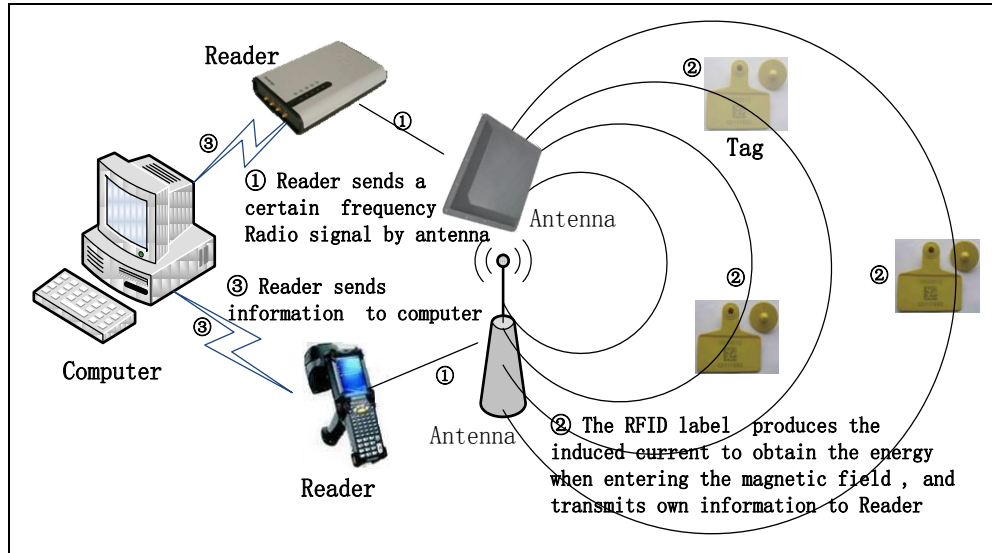 Reader
②
①
③
Tag
① Reader sends a
certain frequency
Radio signal by antenna
Antenna
③ Reader sends
information to computer
②
②
③
Computer
①
Antenna
Reader
② The RFID label produces the
induced current to obtain the energy
when entering the magnetic field , and
transmits own information to Reader